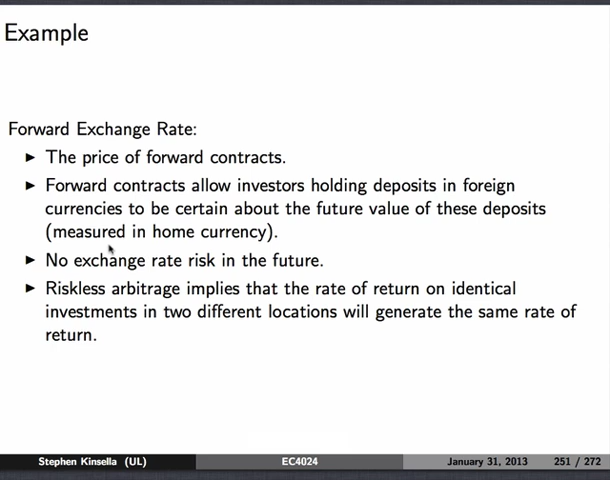 Example
Forward Exchange Rate:
▶ The price of forward contracts.
▶ Forward contracts allow investors holding deposits in foreign
currencies to be certain about the future value of these deposits
(measured in home currency).
▶ No exchange rate risk in the future.
▶ Riskless arbitrage implies that the rate of return on identical
investments in two different locations will generate the same rate of
return.
Stephen Kinsella (UL) EC4024 January 31, 2013 251 / 272